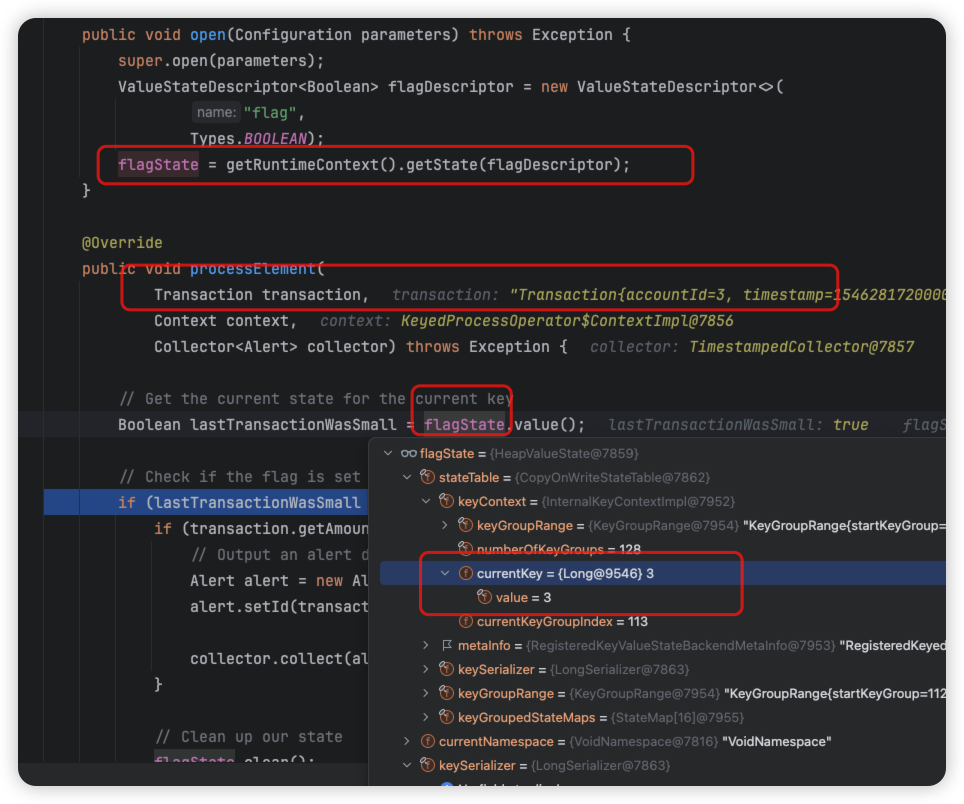 public void open(Configuration parameters) throws Exception {
super.open(parameters);
ValueStateDescriptor<Boolean> flagDescriptor = new ValueStateDescriptor<>(
name: "flag",
Types.BOOLEAN);
flagState = getRuntimeContext().getState(flagDescriptor);
}
@Override
public void processElement(
Transaction transaction, transaction: "Transaction{accountId=3, timestamp=1546281720000
Context context, context: KeyedProcessOperator$ContextImpl@7856
Collector<Alert> collector) throws Exception { collector: TimestampedCollector@7857
// Get the current state for the current key
Boolean lastTransactionWasSmall = flagState.value(); lastTransactionWasSmall: true flagS
flagState = {HeapValueState@7859}
stateTable = {CopyOnWriteStateTable@7862}
// Check if the flag is set
keyContext = {InternalKeyContextImpl@7952}
if (lastTransactionWasSmall
keyGroupRange = {KeyGroupRange@7954} "KeyGroupRange{startKeyGroup=
if (transaction.getAmoun
numberOfKeyGroups = 128
// Output an alert d
currentKey = {Long@9546} 3
Alert alert = new Al
value = 3
alert.setId(transact
currentKeyGroupIndex = 113
metaInfo = {RegisteredKeyValueStateBackendMetaInfo@7953} "RegisteredKeyed
collector.collect(al
keySerializer = {LongSerializer@7863}
}
keyGroupRange = {KeyGroupRange@7954} "KeyGroupRange{startKeyGroup=112
keyGroupedStateMaps = {StateMap[16]@7955}
// Clean up our state
currentNamespace = {VoidNamespace@7816} "VoidNamespace"
flagState.clear();
keySerializer = {LongSerializer@7863}